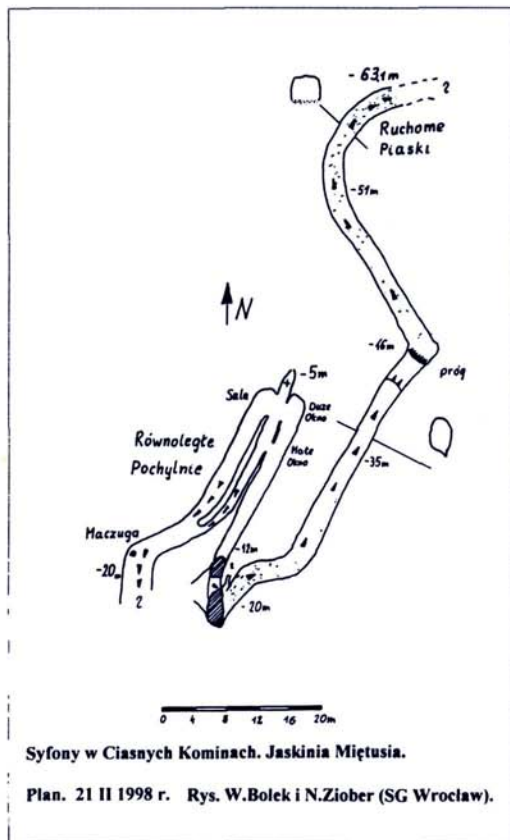 -63,1m
?
Ruchome
Piaski
-51m
N
-16m
próg
-5m
Sala
Duże
Okno
Małe
Okno
Równoległe
Pochylnie
-35m
Maczuga
-20m
-12m
?
-20m
0 4 8 12 16 20m
Syfony w Ciasnych Kominach. Jaskinia Miętusia.
Plan. 21 II 1998 r. Rys. W.Bolek i N.Ziober (SG Wrocław).